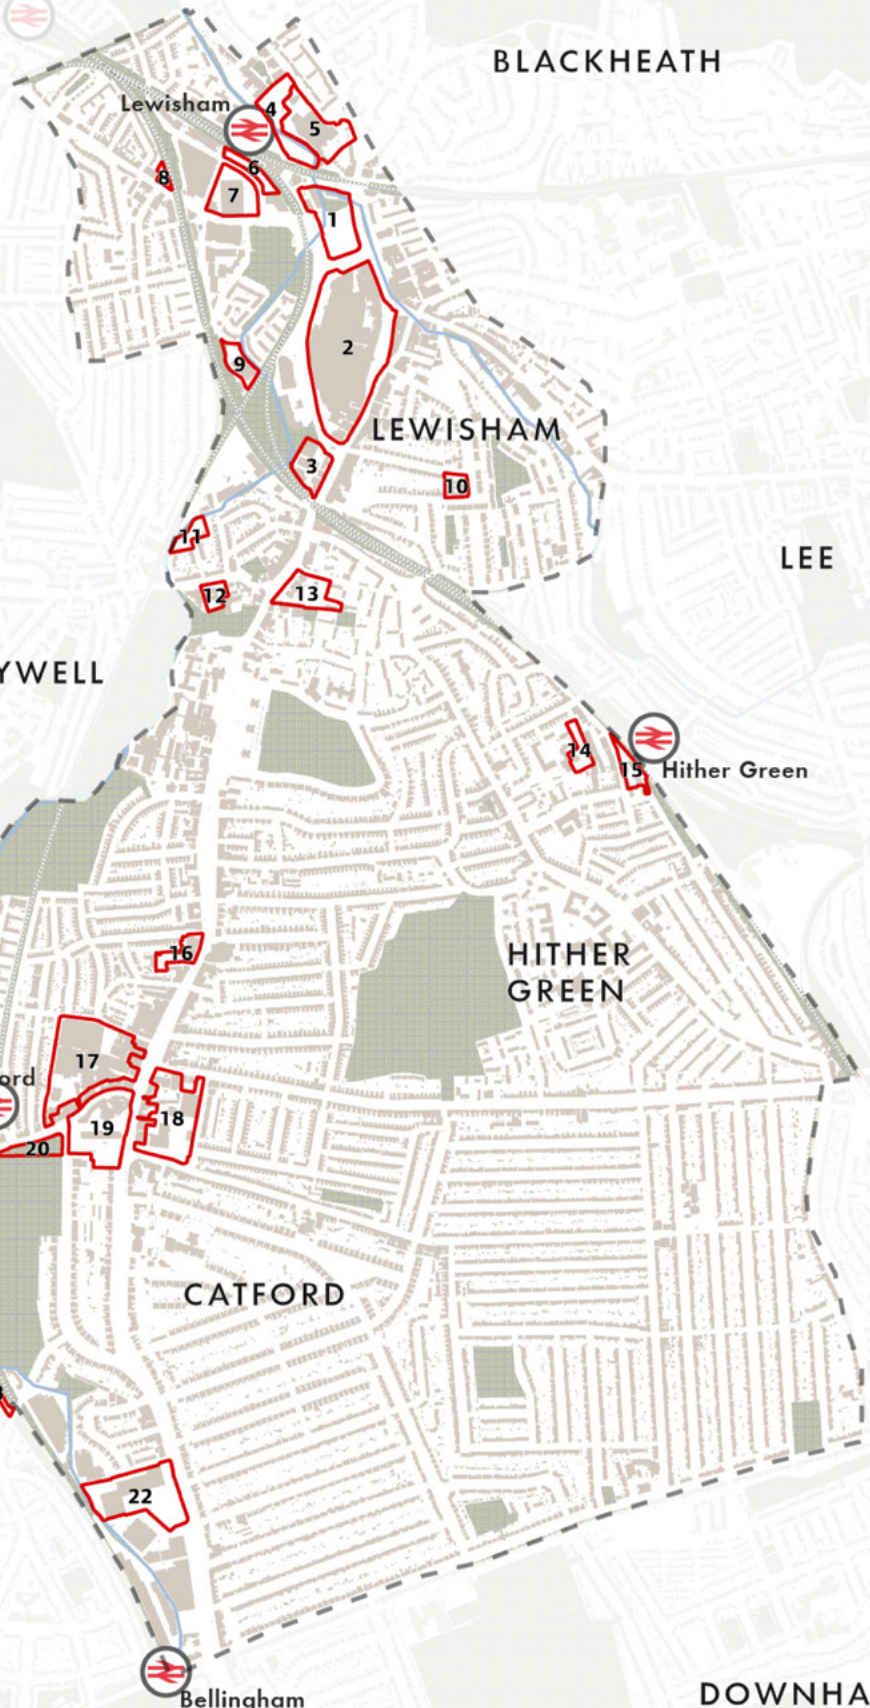 BLACKHEATH
Lewisham
4
5
6
8
7
1
2
9
LEWISHAM
3
10
11
LEE
12
13
YWELL
14
15
Hither Green
16
HITHER
GREEN
17
ord
18
19
20
CATFORD
22
DOWNHA
Bellingham